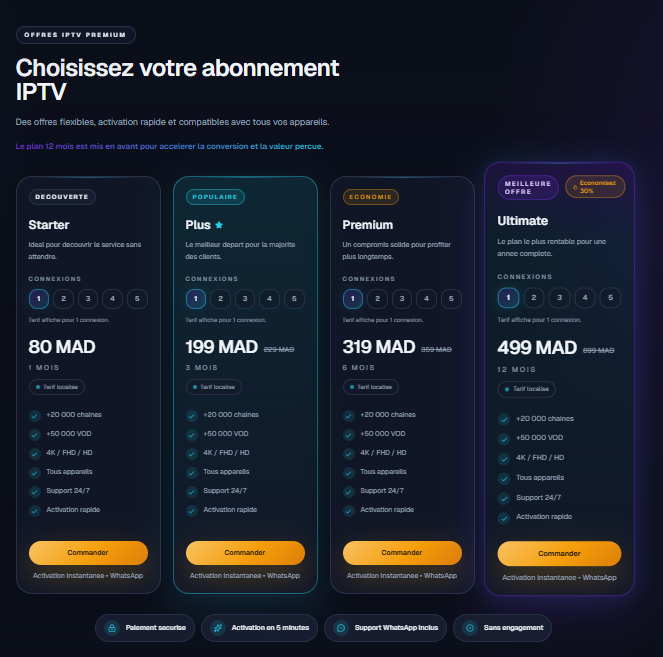 OFFRES IPTV PREMIUM
Choisissez votre abonnement
IPTV
Des offres flexibles, activation rapide et compatibles avec tous vos appareils.
Le plan 12 mois est mis en avant pour accelerer la conversion et la valeur percue.
DECOUVERTE
Starter
Ideal pour decouvrir le service sans
attendre.
CONNEXIONS
1 2 3 4 5
Tarif affiche pour 1 connexion.
80 MAD
1 MOIS
Tarif localise
+20 000 chaines
+50 000 VOD
4K / FHD / HD
Tous appareils
Support 24/7
Activation rapide
Commander
Activation instantanee • WhatsApp
POPULAIRE
Plus
Le meilleur depart pour la majorite
des clients.
CONNEXIONS
1 2 3 4 5
Tarif affiche pour 1 connexion.
199 MAD 229 MAD
3 MOIS
Tarif localise
+20 000 chaines
+50 000 VOD
4K / FHD / HD
Tous appareils
Support 24/7
Activation rapide
Commander
Activation instantanee • WhatsApp
ECONOMIE
Premium
Un compromis solide pour profiter
plus longtemps.
CONNEXIONS
1 2 3 4 5
Tarif affiche pour 1 connexion.
319 MAD 359 MAD
6 MOIS
Tarif localise
+20 000 chaines
+50 000 VOD
4K / FHD / HD
Tous appareils
Support 24/7
Activation rapide
Commander
Activation instantanee • WhatsApp
MEILLEURE
OFFRE
Economisez
30%
Ultimate
Le plan le plus rentable pour une
annee complete.
CONNEXIONS
1 2 3 4 5
Tarif affiche pour 1 connexion.
499 MAD 699 MAD
12 MOIS
Tarif localise
+20 000 chaines
+50 000 VOD
4K / FHD / HD
Tous appareils
Support 24/7
Activation rapide
Commander
Activation instantanee • WhatsApp
Paiement securise
Activation en 5 minutes
Support WhatsApp inclus
Sans engagement